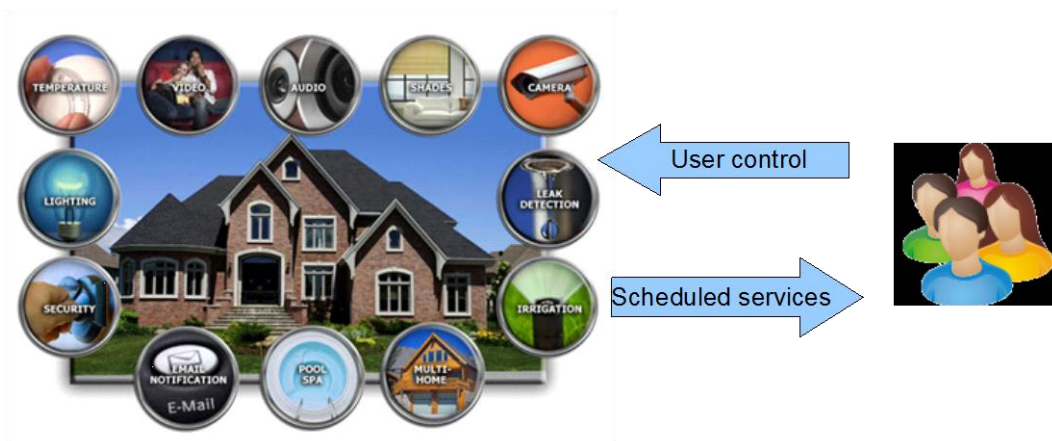 TEMPERATURE
VIDEO
AUDIO
SHADES
CAMERA
LIGHTING
LEAK
DETECTION
SECURITY
IRRIGATION
EMAIL
NOTIFICATION
E-Mail
POOL
SPA
MULTI-
HOME
User control
Scheduled services